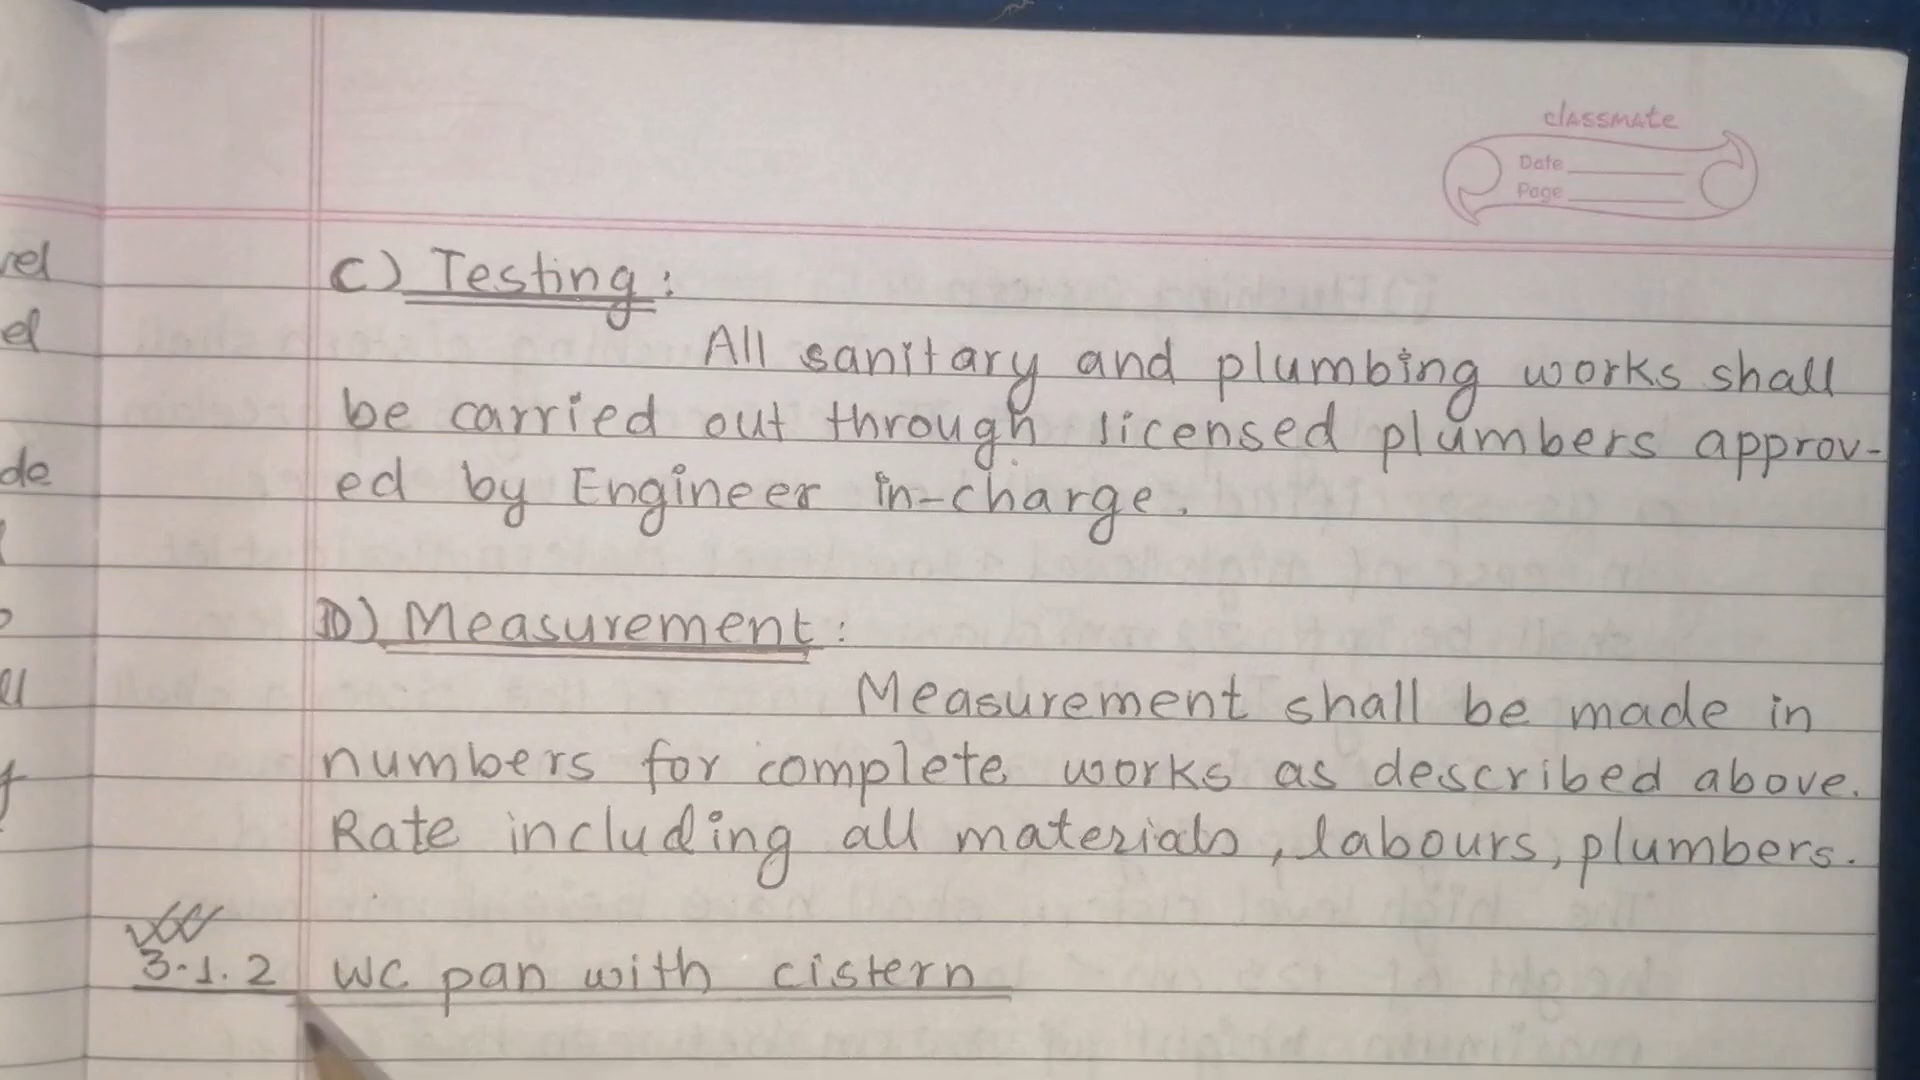 classmate
Date
Page
C) Testing:
All sanitary and plumbing works shall
be carried out through licensed plumbers approv-
ed by Engineer in-charge.
D) Measurement:
Measurement shall be made in
numbers for complete works as described above.
Rate including all materials, labours, plumbers.
3.1.2 WC pan with cistern